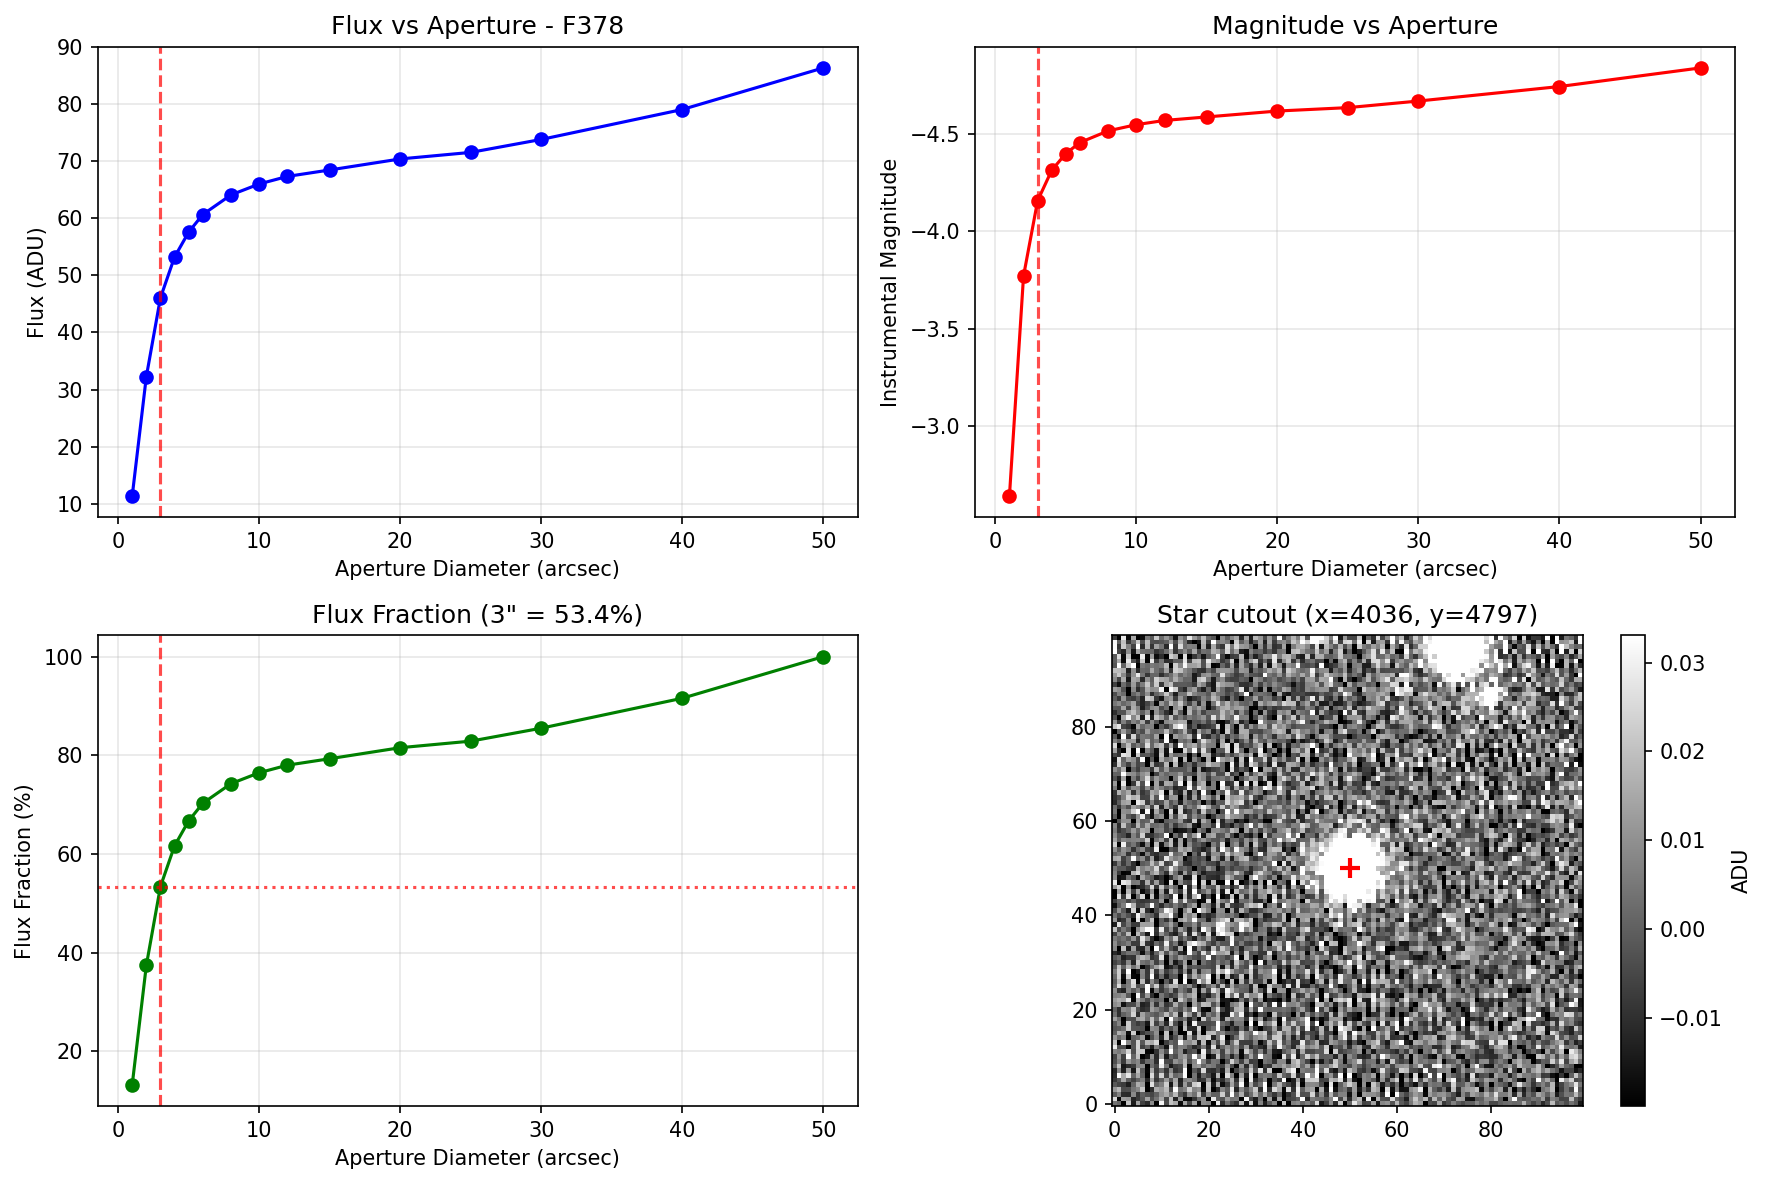 Flux vs Aperture - F378
90
80
70
60
50
40
30
20
10
Flux (ADU)
0 10 20 30 40 50
Aperture Diameter (arcsec)
Magnitude vs Aperture
−4.5
−4.0
−3.5
−3.0
Instrumental Magnitude
0 10 20 30 40 50
Aperture Diameter (arcsec)
Flux Fraction (3" = 53.4%)
100
80
60
40
20
Flux Fraction (%)
0 10 20 30 40 50
Aperture Diameter (arcsec)
Star cutout (x=4036, y=4797)
80
60
40
20
0
0 20 40 60 80
0.03
0.02
0.01
0.00
−0.01
ADU